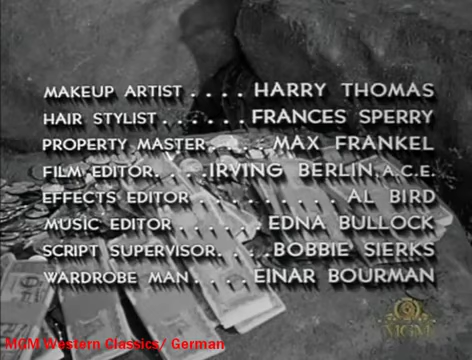 MAKEUP ARTIST . . . . HARRY THOMAS
HAIR STYLIST . . . . . . FRANCES SPERRY
PROPERTY MASTER . . . . MAX FRANKEL
FILM EDITOR. . . . IRVING BERLIN, A.C.E.
EFFECTS EDITOR . . . . . . . . . . AL BIRD
MUSIC EDITOR . . . . . . EDNA BULLOCK
SCRIPT SUPERVISOR. . . . BOBBIE SIERKS
WARDROBE MAN . . . . EINAR BOURMAN
MGM
MGM Western Classics/ German